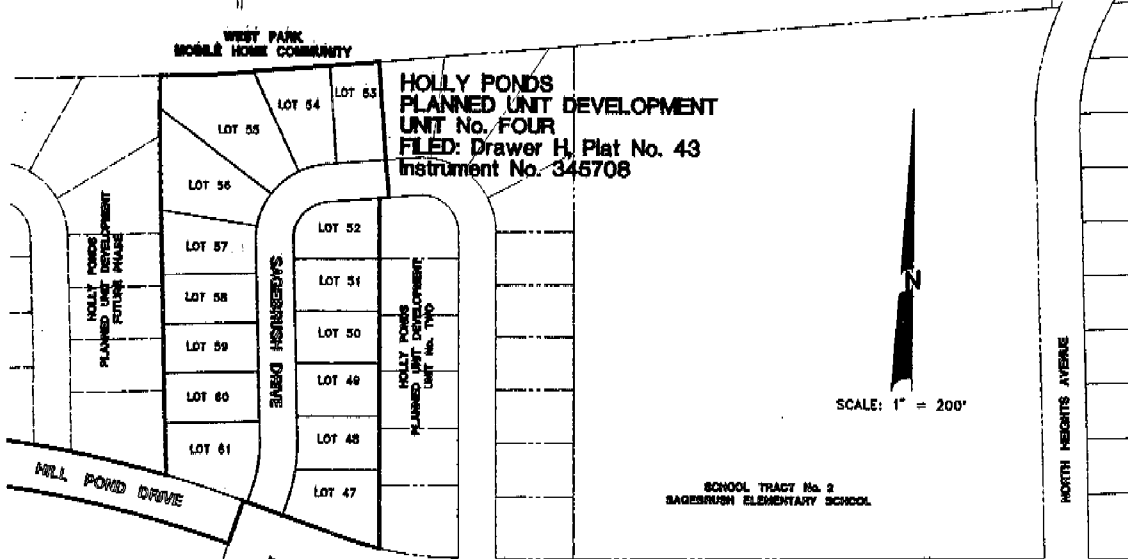 WEST PARK
MOBILE HOME COMMUNITY
HOLLY PONDS
PLANNED UNIT DEVELOPMENT
UNIT No. FOUR
FILED: Drawer H, Plat No. 43
Instrument No. 345708
LOT 53
LOT 54
LOT 55
LOT 56
LOT 57
LOT 58
LOT 59
LOT 60
LOT 61
LOT 52
LOT 51
LOT 50
LOT 49
LOT 48
LOT 47
HOLLY PONDS
PLANNED UNIT DEVELOPMENT
FUTURE PHASE
SAGEBRUSH DRIVE
HOLLY PONDS
PLANNED UNIT DEVELOPMENT
UNIT No. TWO
HILL POND DRIVE
N
SCALE: 1" = 200'
SCHOOL TRACT No. 2
SAGEBRUSH ELEMENTARY SCHOOL
NORTH HEIGHTS AVENUE